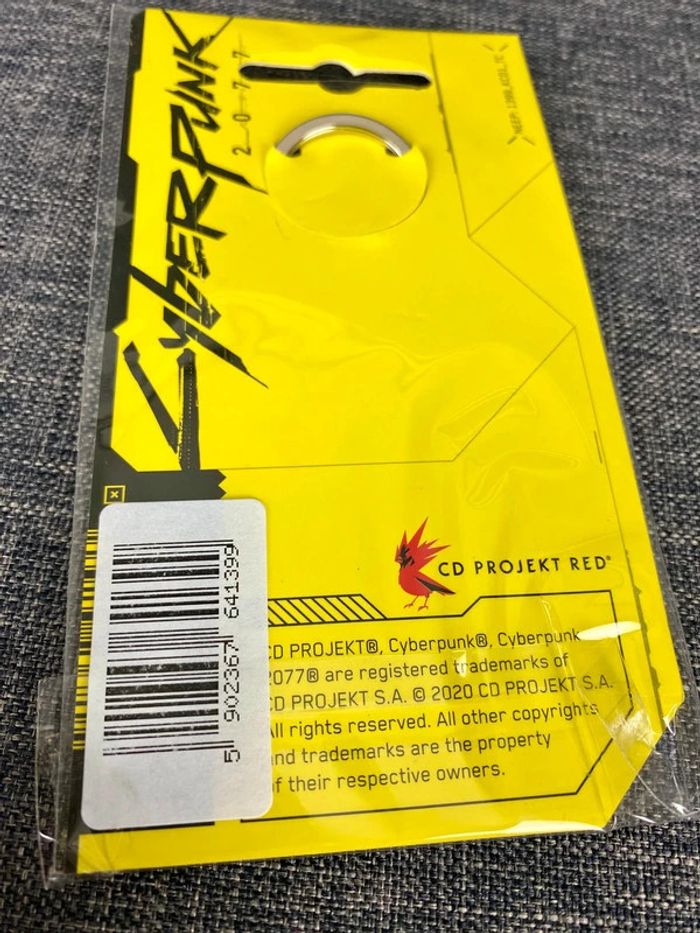 CYBERPUNK
2077
CD PROJEKT RED®
CD PROJEKT®, Cyberpunk®, Cyberpunk
2077® are registered trademarks of
CD PROJEKT S.A. © 2020 CD PROJEKT S.A.
All rights reserved. All other copyrights
and trademarks are the property
of their respective owners.
5 902367 641399